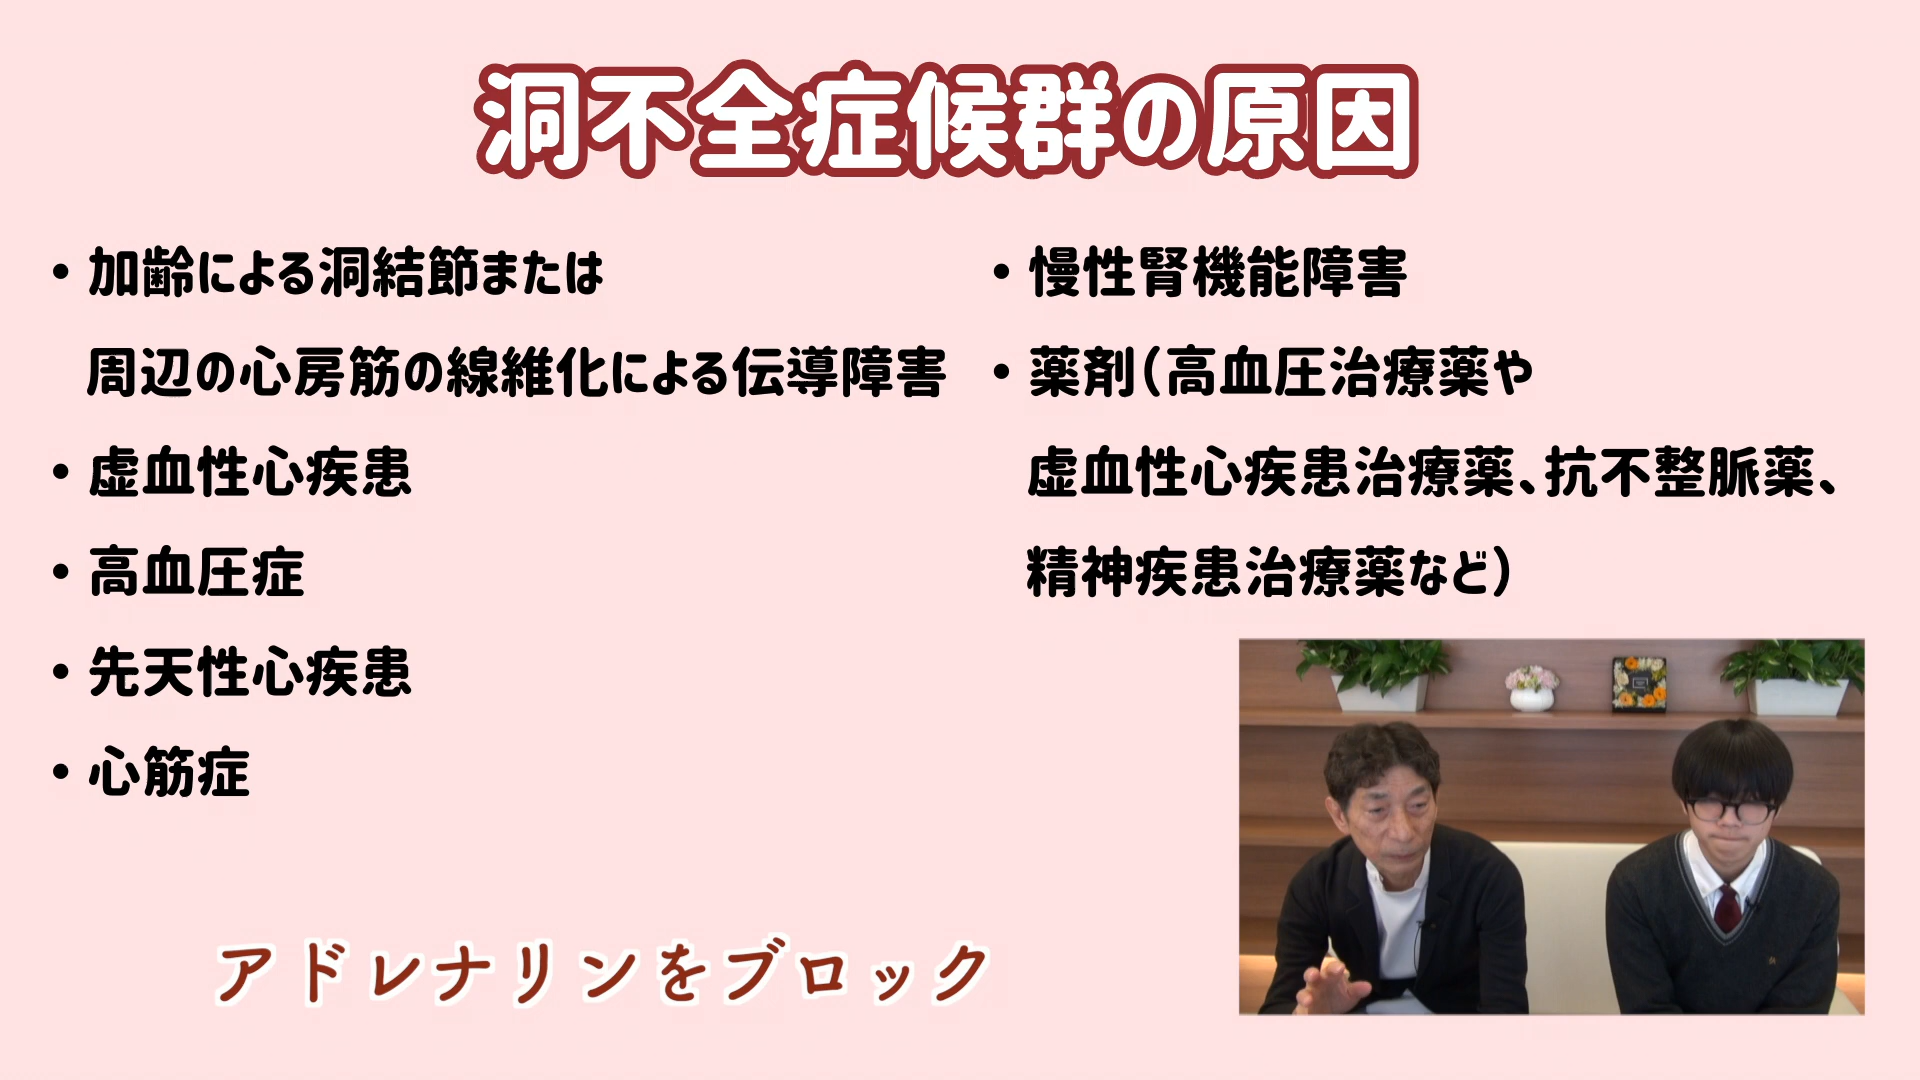 洞不全症候群の原因
・加齢による洞結節または
周辺の心房筋の線維化による伝導障害
・虚血性心疾患
・高血圧症
・先天性心疾患
・心筋症
・慢性腎機能障害
・薬剤(高血圧治療薬や
虚血性心疾患治療薬、抗不整脈薬、
精神疾患治療薬など)
アドレナリンをブロック